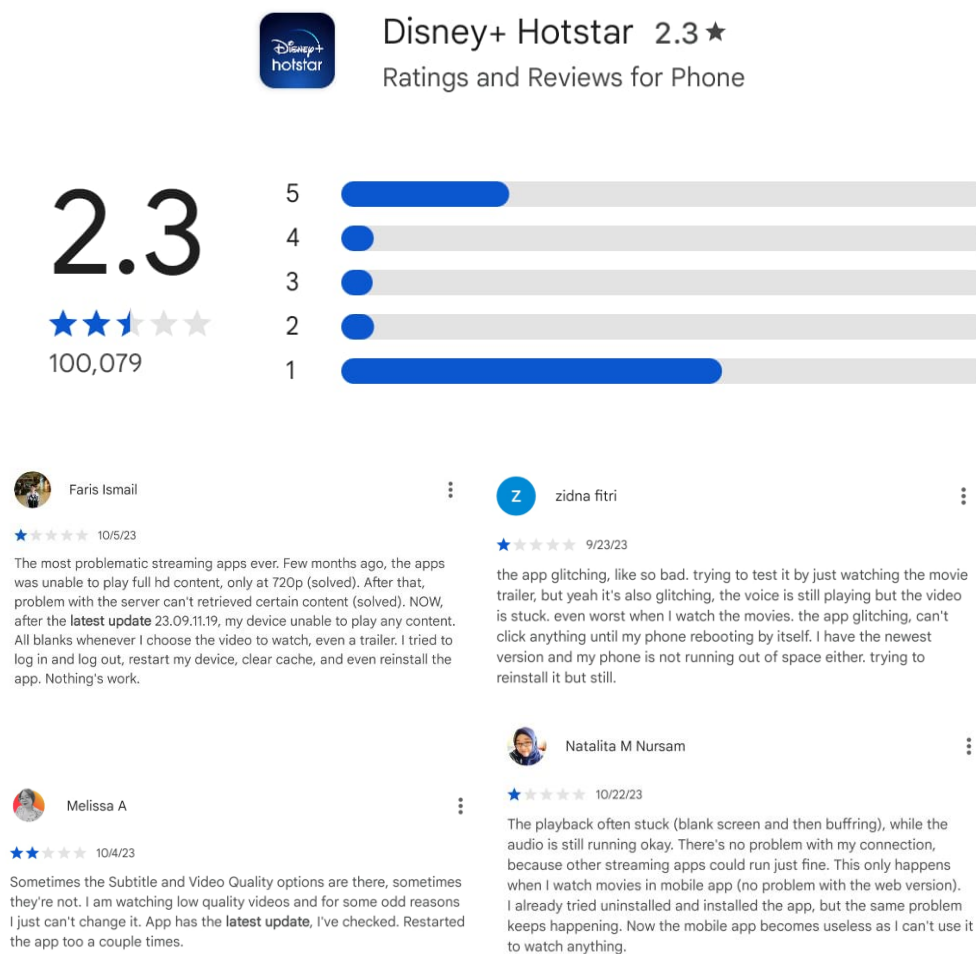 Disney+
hotstar
Disney+ Hotstar 2.3 ★
Ratings and Reviews for Phone
2.3
100,079
5
4
3
2
1
Faris Ismail
10/5/23
The most problematic streaming apps ever. Few months ago, the apps
was unable to play full hd content, only at 720p (solved). After that,
problem with the server can't retrieved certain content (solved). NOW,
after the latest update 23.09.11.19, my device unable to play any content.
All blanks whenever I choose the video to watch, even a trailer. I tried to
log in and log out, restart my device, clear cache, and even reinstall the
app. Nothing's work.
Z
zidna fitri
9/23/23
the app glitching, like so bad. trying to test it by just watching the movie
trailer, but yeah it's also glitching, the voice is still playing but the video
is stuck. even worst when I watch the movies. the app glitching, can't
click anything until my phone rebooting by itself. I have the newest
version and my phone is not running out of space either. trying to
reinstall it but still.
Melissa A
10/4/23
Sometimes the Subtitle and Video Quality options are there, sometimes
they're not. I am watching low quality videos and for some odd reasons
I just can't change it. App has the latest update, I've checked. Restarted
the app too a couple times.
Natalita M Nursam
10/22/23
The playback often stuck (blank screen and then buffring), while the
audio is still running okay. There's no problem with my connection,
because other streaming apps could run just fine. This only happens
when I watch movies in mobile app (no problem with the web version).
I already tried uninstalled and installed the app, but the same problem
keeps happening. Now the mobile app becomes useless as I can't use it
to watch anything.